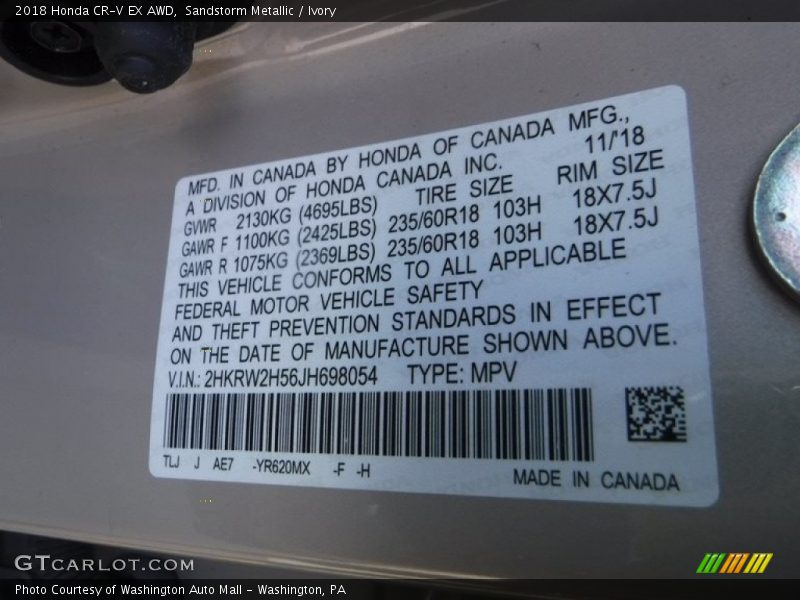 2018 Honda CR-V EX AWD, Sandstorm Metallic / Ivory
MFD. IN CANADA BY HONDA OF CANADA MFG.,
A DIVISION OF HONDA CANADA INC. 11/'18
GVWR 2130KG (4695LBS) TIRE SIZE RIM SIZE
GAWR F 1100KG (2425LBS) 235/60R18 103H 18X7.5J
GAWR R 1075KG (2369LBS) 235/60R18 103H 18X7.5J
THIS VEHICLE CONFORMS TO ALL APPLICABLE
FEDERAL MOTOR VEHICLE SAFETY
AND THEFT PREVENTION STANDARDS IN EFFECT
ON THE DATE OF MANUFACTURE SHOWN ABOVE.
V.I.N.: 2HKRW2H56JH698054 TYPE: MPV
TLJ J AE7 -YR620MX -F -H
MADE IN CANADA
GTCARLOT.COM
Photo Courtesy of Washington Auto Mall - Washington, PA